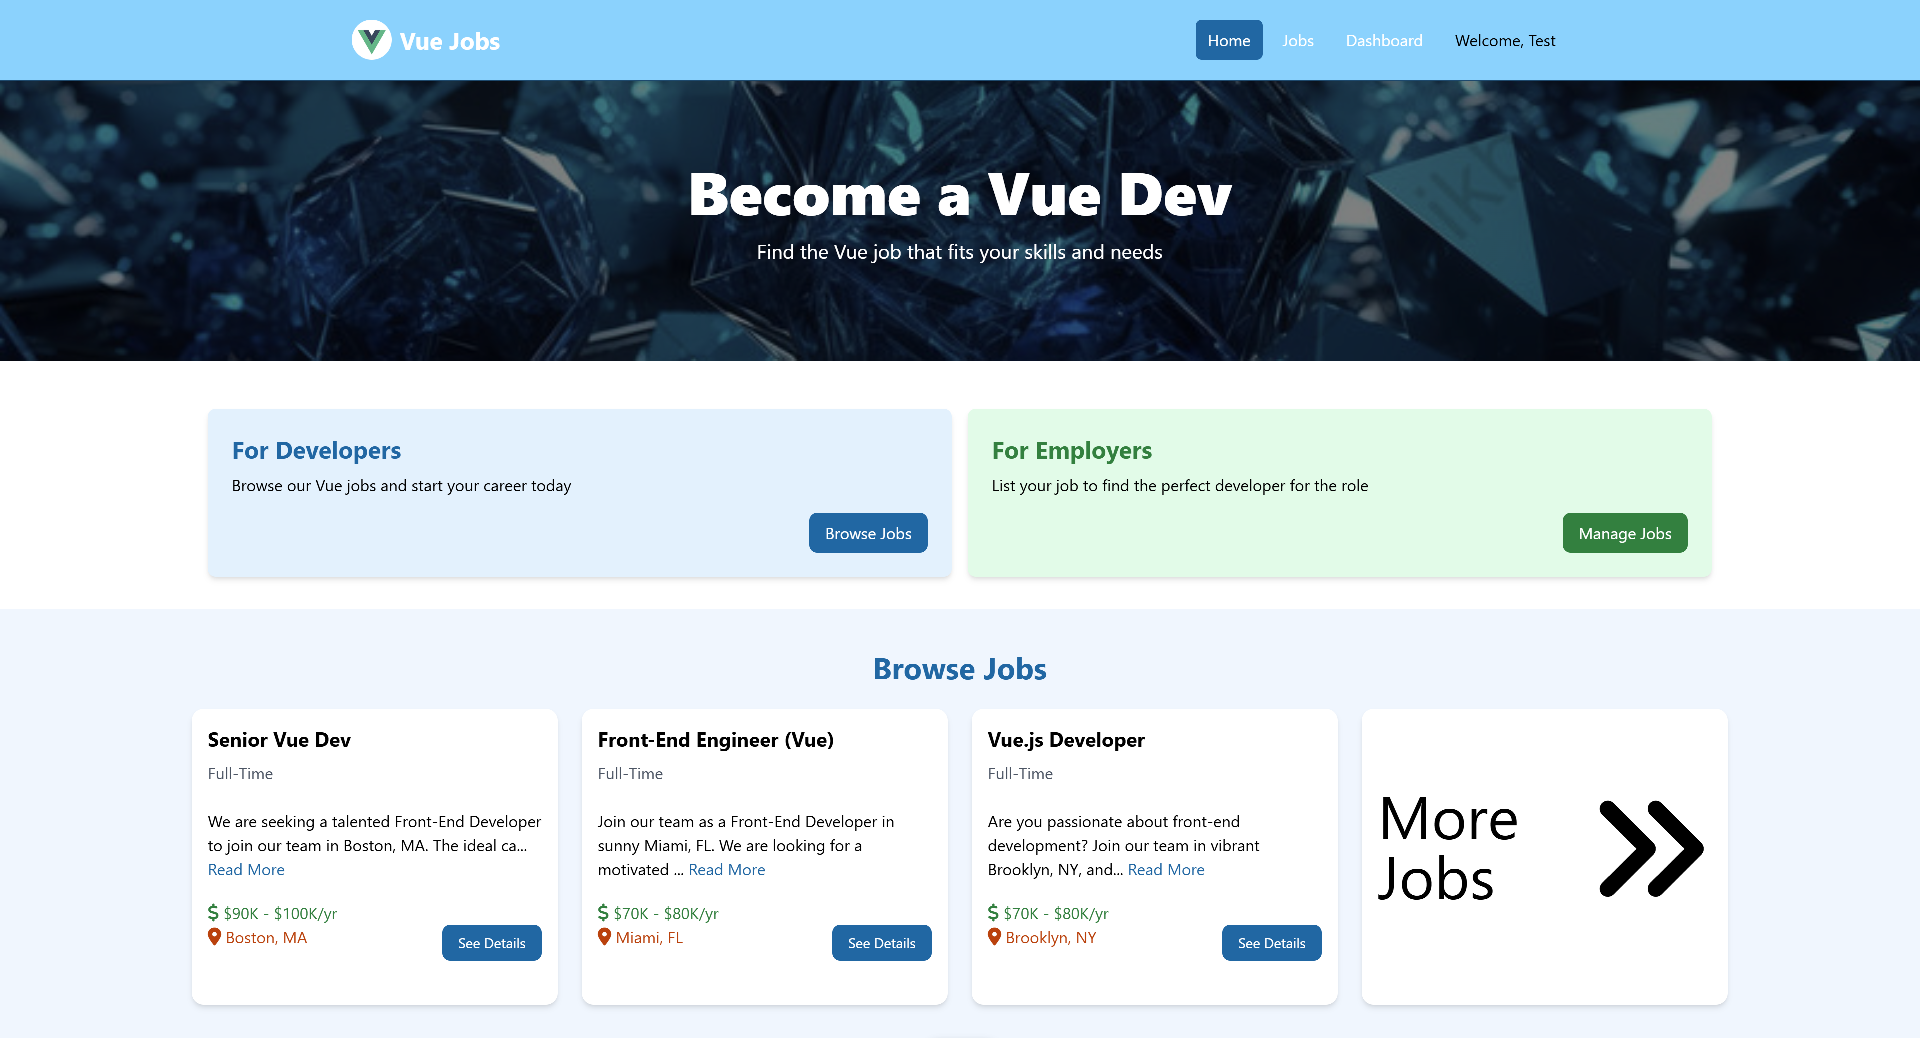 Vue Jobs
Home Jobs Dashboard Welcome, Test
Become a Vue Dev
Find the Vue job that fits your skills and needs
For Developers
Browse our Vue jobs and start your career today
Browse Jobs
For Employers
List your job to find the perfect developer for the role
Manage Jobs
Browse Jobs
Senior Vue Dev
Full-Time
We are seeking a talented Front-End Developer
to join our team in Boston, MA. The ideal ca...
Read More
$90K - $100K/yr
Boston, MA
See Details
Front-End Engineer (Vue)
Full-Time
Join our team as a Front-End Developer in
sunny Miami, FL. We are looking for a
motivated ... Read More
$70K - $80K/yr
Miami, FL
See Details
Vue.js Developer
Full-Time
Are you passionate about front-end
development? Join our team in vibrant
Brooklyn, NY, and... Read More
$70K - $80K/yr
Brooklyn, NY
See Details
More
Jobs